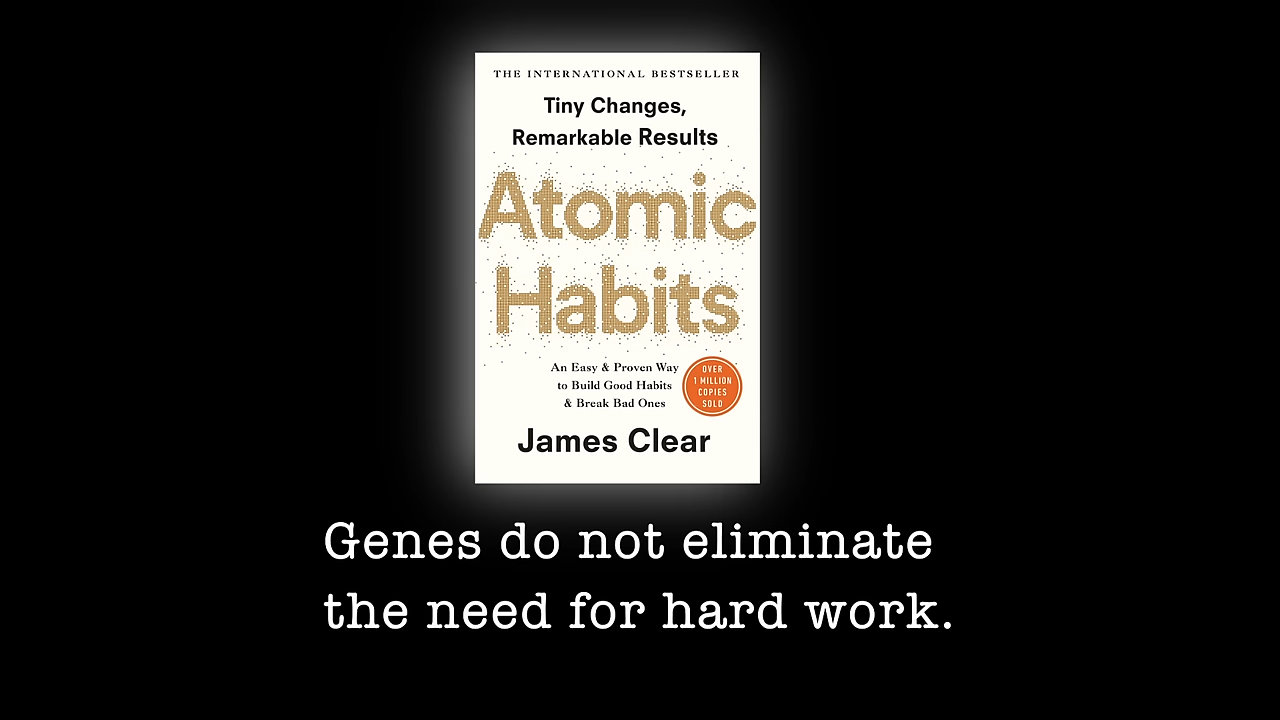 THE INTERNATIONAL BESTSELLER
Tiny Changes,
Remarkable Results
Atomic
Habits
An Easy & Proven Way
to Build Good Habits
& Break Bad Ones
OVER
1 MILLION
COPIES
SOLD
James Clear
Genes do not eliminate
the need for hard work.